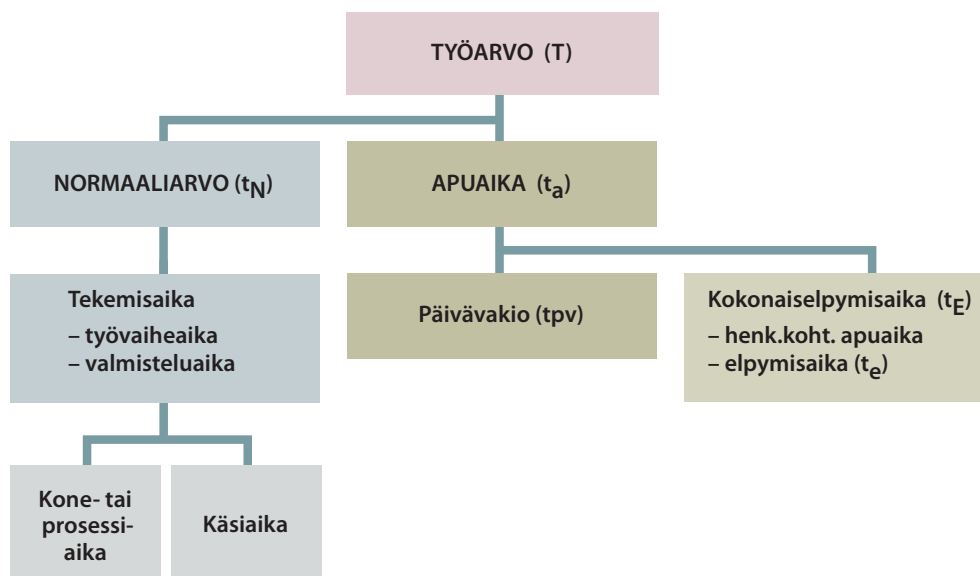 TYÖARVO (T)
NORMAALIARVO (tN)
APUAIKA (ta)
Tekemisaika
– työvaiheaika
– valmisteluaika
Päivävakio (tpv)
Kokonaiselpymisaika (tE)
– henk.koht. apuaika
– elpymisaika (te)
Kone- tai
prosessi-
aika
Käsiaika